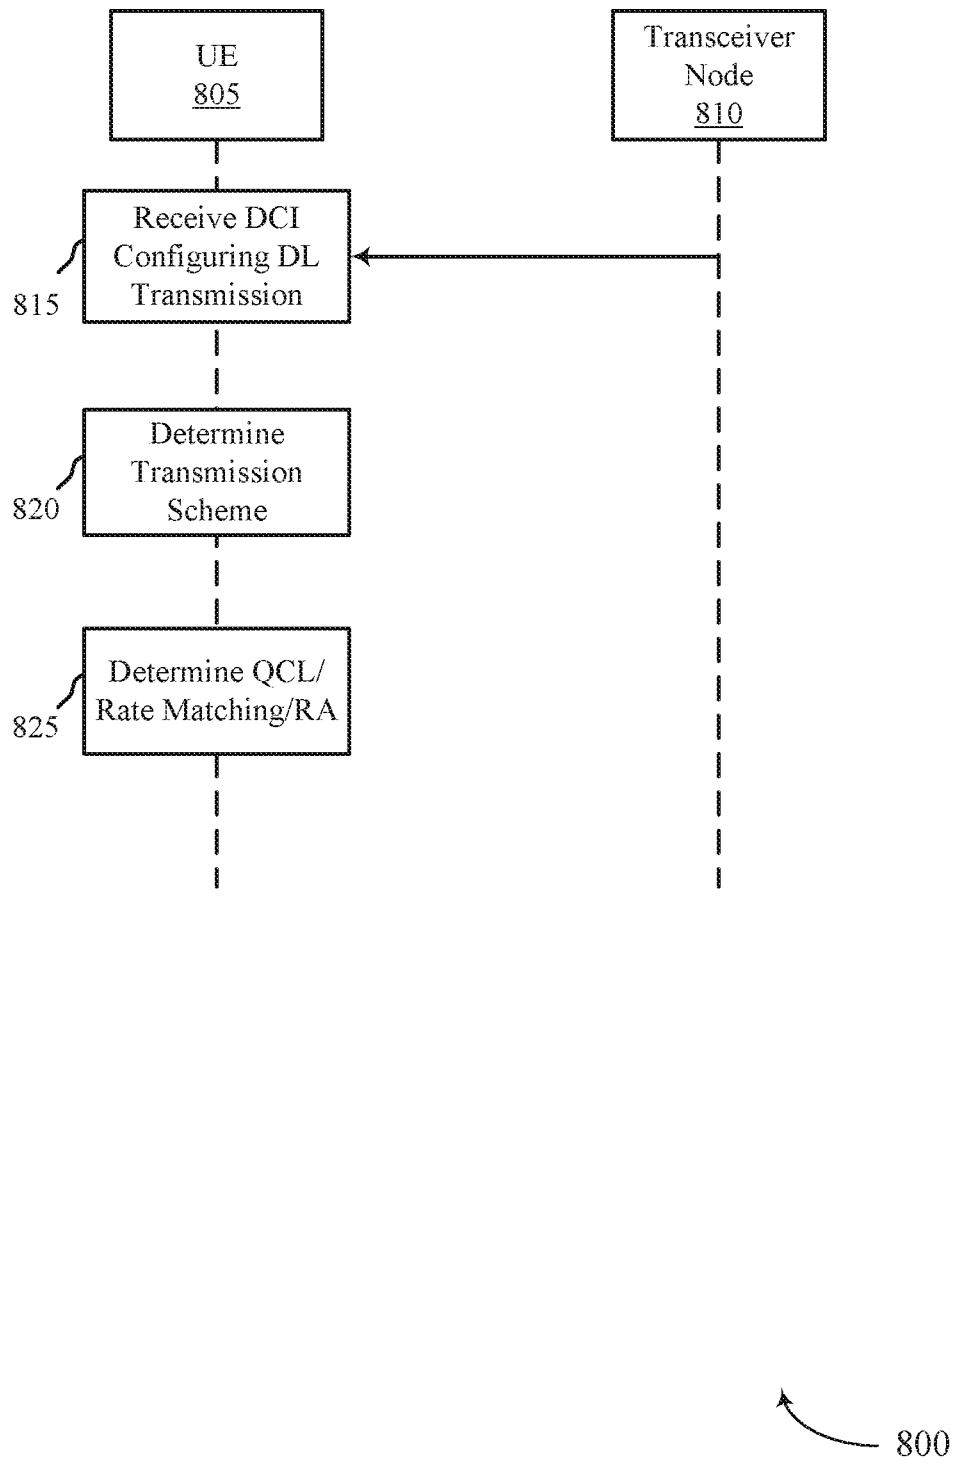 UE
805
Transceiver
Node
810
Receive DCI
Configuring DL
Transmission
815
Determine
Transmission
Scheme
820
Determine QCL/
Rate Matching/RA
825
800